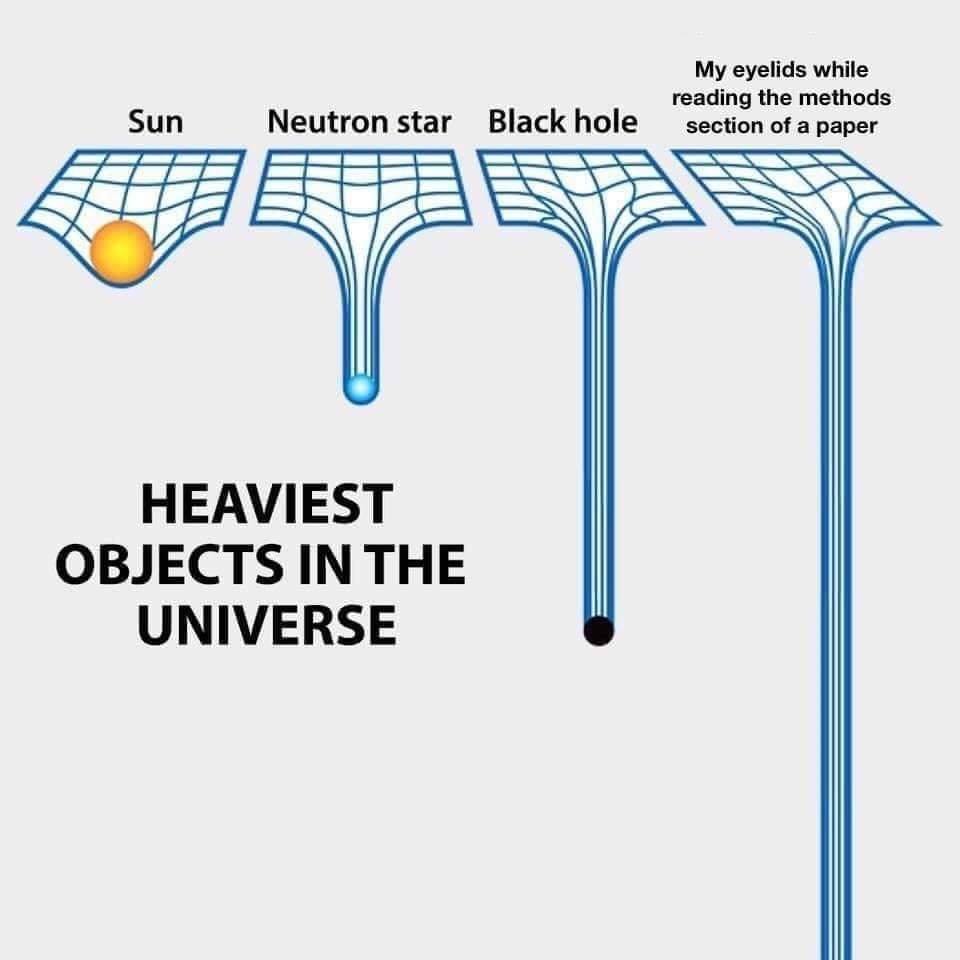 My eyelids while
reading the methods
section of a paper
Sun
Neutron star
Black hole
HEAVIEST
OBJECTS IN THE
UNIVERSE